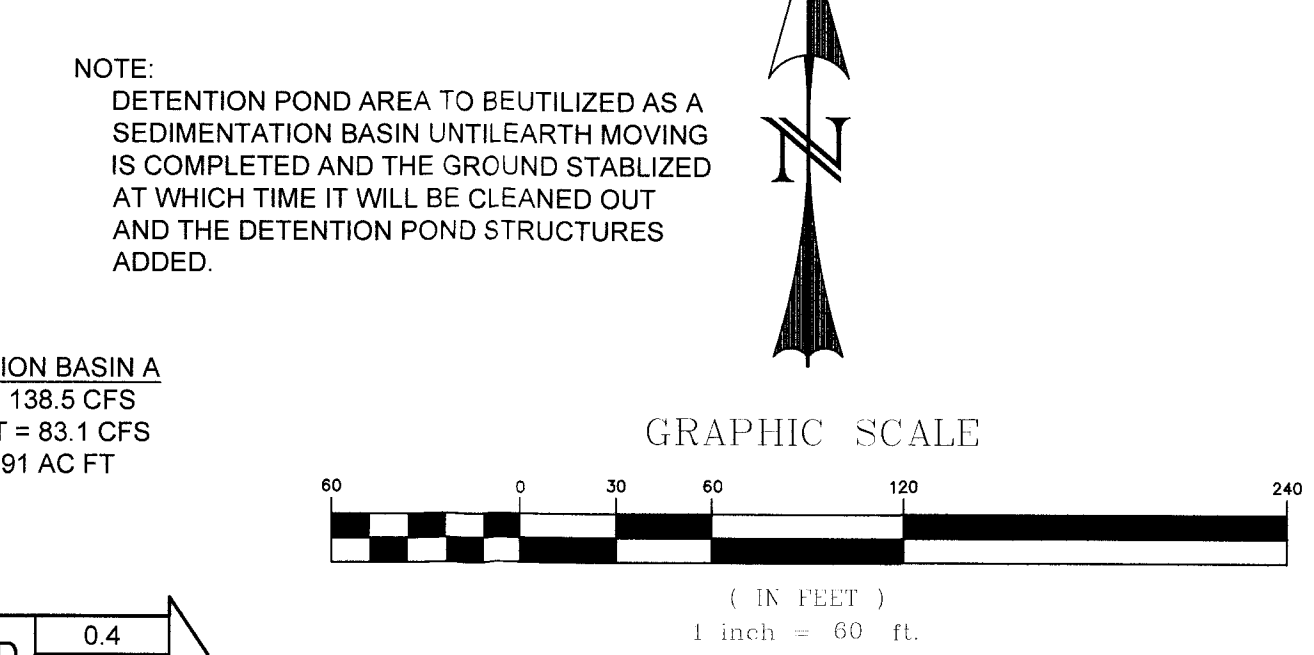 NOTE:
DETENTION POND AREA TO BEUTILIZED AS A
SEDIMENTATION BASIN UNTILEARTH MOVING
IS COMPLETED AND THE GROUND STABLIZED
AT WHICH TIME IT WILL BE CLEANED OUT
AND THE DETENTION POND STRUCTURES
ADDED.
N
ION BASIN A
138.5 CFS
T = 83.1 CFS
91 AC FT
GRAPHIC SCALE
60 0 30 60 120 240
( IN FEET )
1 inch = 60 ft.
0.4